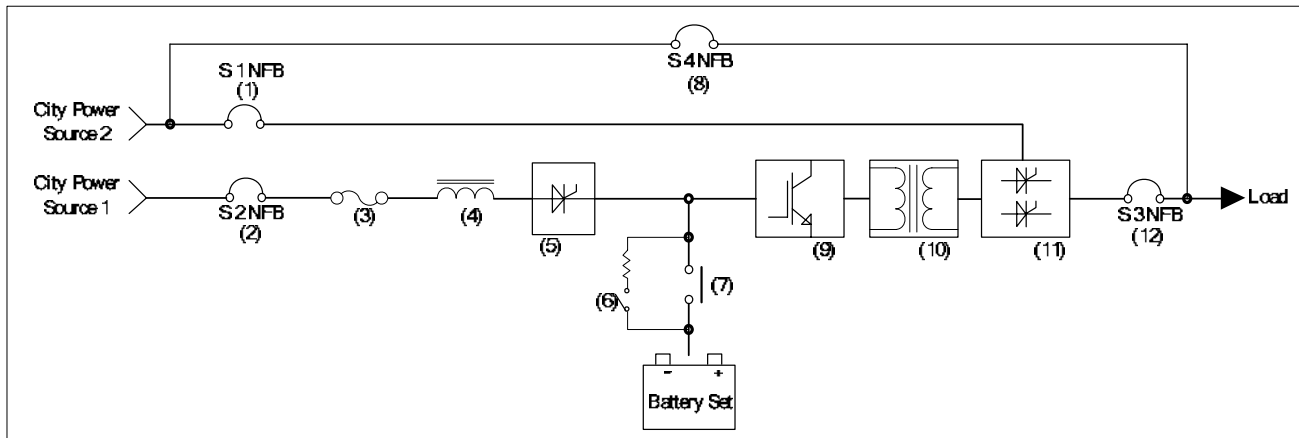 S4NFB
(8)
S1NFB
(1)
City Power
Source 2
City Power
Source 1
S2NFB
(2)
(3)
(4)
(5)
(6)
(7)
(9)
(10)
(11)
S3NFB
(12)
Load
- +
Battery Set